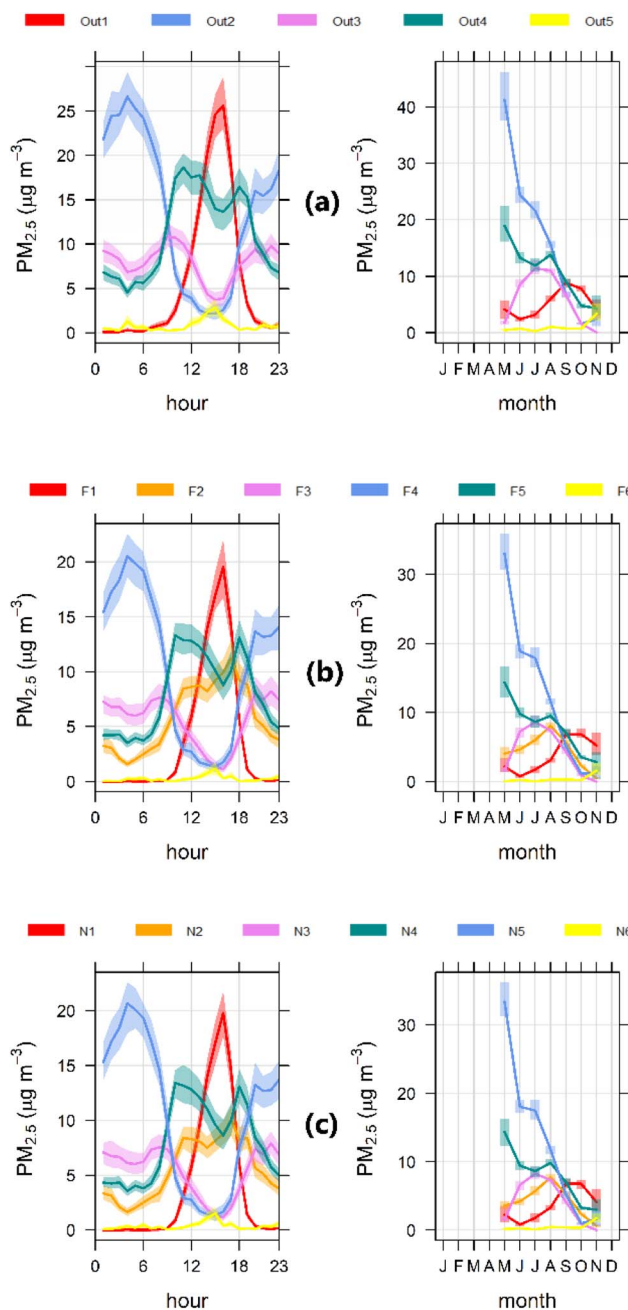 Out1 Out2 Out3 Out4 Out5
PM2.5 (μg m−3)
25
20
15
10
5
0
0 6 12 18 23
hour
(a)
PM2.5 (μg m−3)
40
30
20
10
0
J F M A M J J A S O N D
month
F1 F2 F3 F4 F5 F6
PM2.5 (μg m−3)
20
15
10
5
0
0 6 12 18 23
hour
(b)
PM2.5 (μg m−3)
30
20
10
0
J F M A M J J A S O N D
month
N1 N2 N3 N4 N5 N6
PM2.5 (μg m−3)
20
15
10
5
0
0 6 12 18 23
hour
(c)
PM2.5 (μg m−3)
30
20
10
0
J F M A M J J A S O N D
month